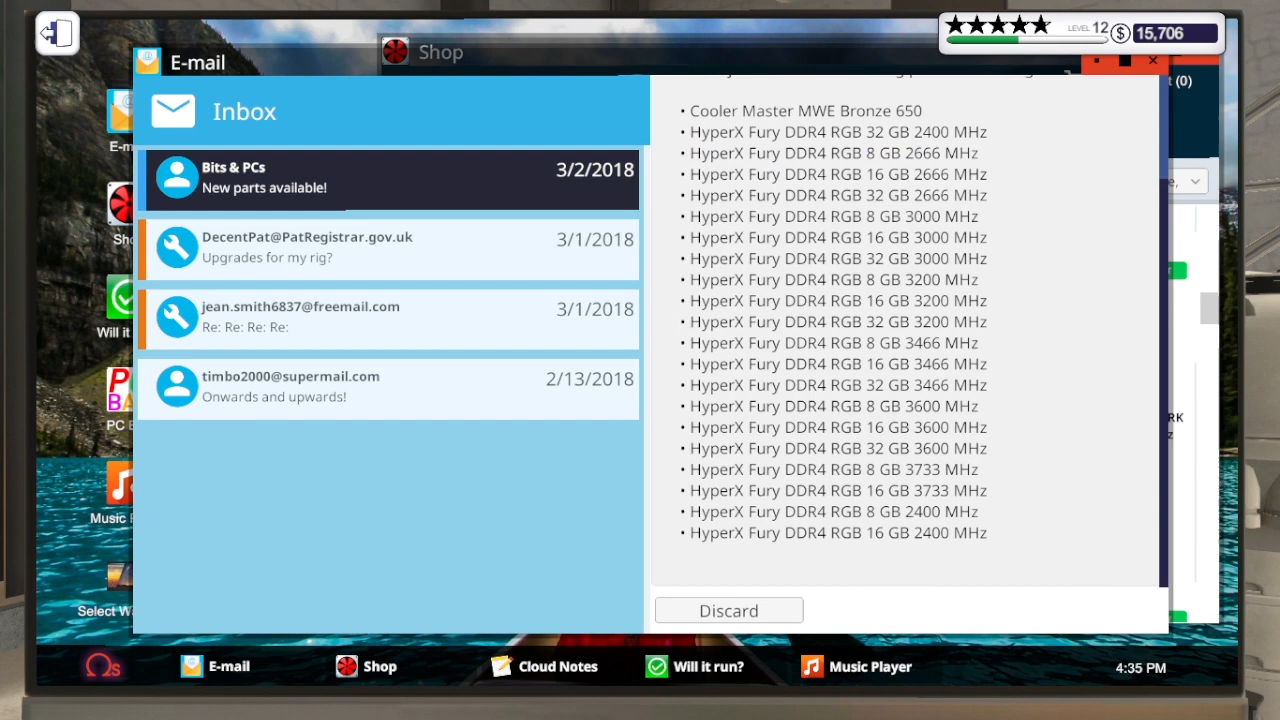 E-mail
Shop
LEVEL 12
$ 15,706
Inbox
Bits & PCs
3/2/2018
New parts available!
DecentPat@PatRegistrar.gov.uk
3/1/2018
Upgrades for my rig?
jean.smith6837@freemail.com
3/1/2018
Re: Re: Re: Re:
timbo2000@supermail.com
2/13/2018
Onwards and upwards!
• Cooler Master MWE Bronze 650
• HyperX Fury DDR4 RGB 32 GB 2400 MHz
• HyperX Fury DDR4 RGB 8 GB 2666 MHz
• HyperX Fury DDR4 RGB 16 GB 2666 MHz
• HyperX Fury DDR4 RGB 32 GB 2666 MHz
• HyperX Fury DDR4 RGB 8 GB 3000 MHz
• HyperX Fury DDR4 RGB 16 GB 3000 MHz
• HyperX Fury DDR4 RGB 32 GB 3000 MHz
• HyperX Fury DDR4 RGB 8 GB 3200 MHz
• HyperX Fury DDR4 RGB 16 GB 3200 MHz
• HyperX Fury DDR4 RGB 32 GB 3200 MHz
• HyperX Fury DDR4 RGB 8 GB 3466 MHz
• HyperX Fury DDR4 RGB 16 GB 3466 MHz
• HyperX Fury DDR4 RGB 32 GB 3466 MHz
• HyperX Fury DDR4 RGB 8 GB 3600 MHz
• HyperX Fury DDR4 RGB 16 GB 3600 MHz
• HyperX Fury DDR4 RGB 32 GB 3600 MHz
• HyperX Fury DDR4 RGB 8 GB 3733 MHz
• HyperX Fury DDR4 RGB 16 GB 3733 MHz
• HyperX Fury DDR4 RGB 8 GB 2400 MHz
• HyperX Fury DDR4 RGB 16 GB 2400 MHz
Discard
t (0)
e,
RK
z
E-m
Sho
Will it
PC B
Music
Select W
Ωs
E-mail
Shop
Cloud Notes
Will it run?
Music Player
4:35 PM